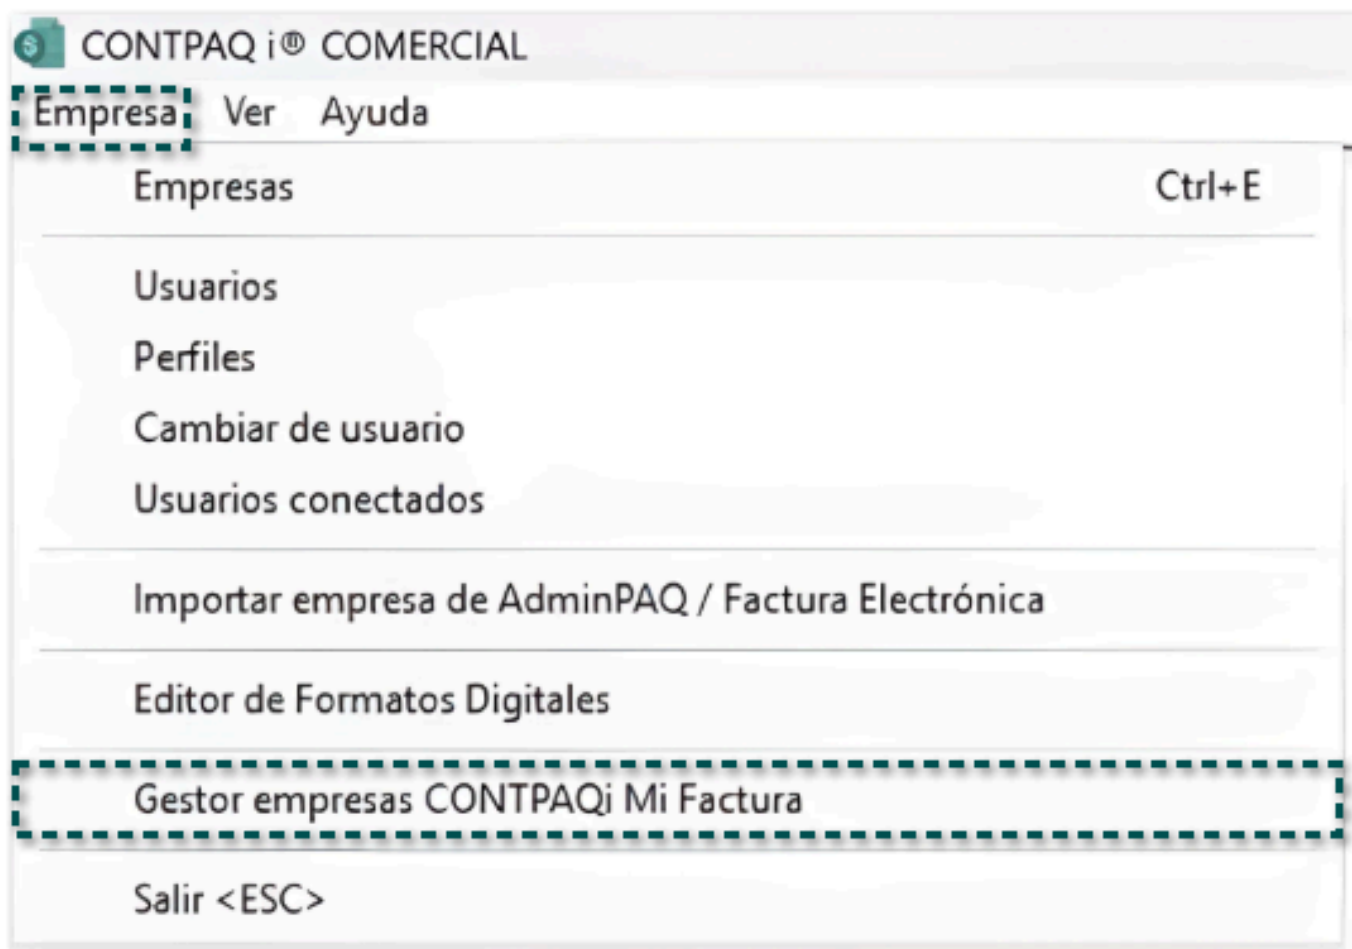 $ CONTPAQ i® COMERCIAL
Empresa Ver Ayuda
Empresas Ctrl+E
Usuarios
Perfiles
Cambiar de usuario
Usuarios conectados
Importar empresa de AdminPAQ / Factura Electrónica
Editor de Formatos Digitales
Gestor empresas CONTPAQi Mi Factura
Salir <ESC>